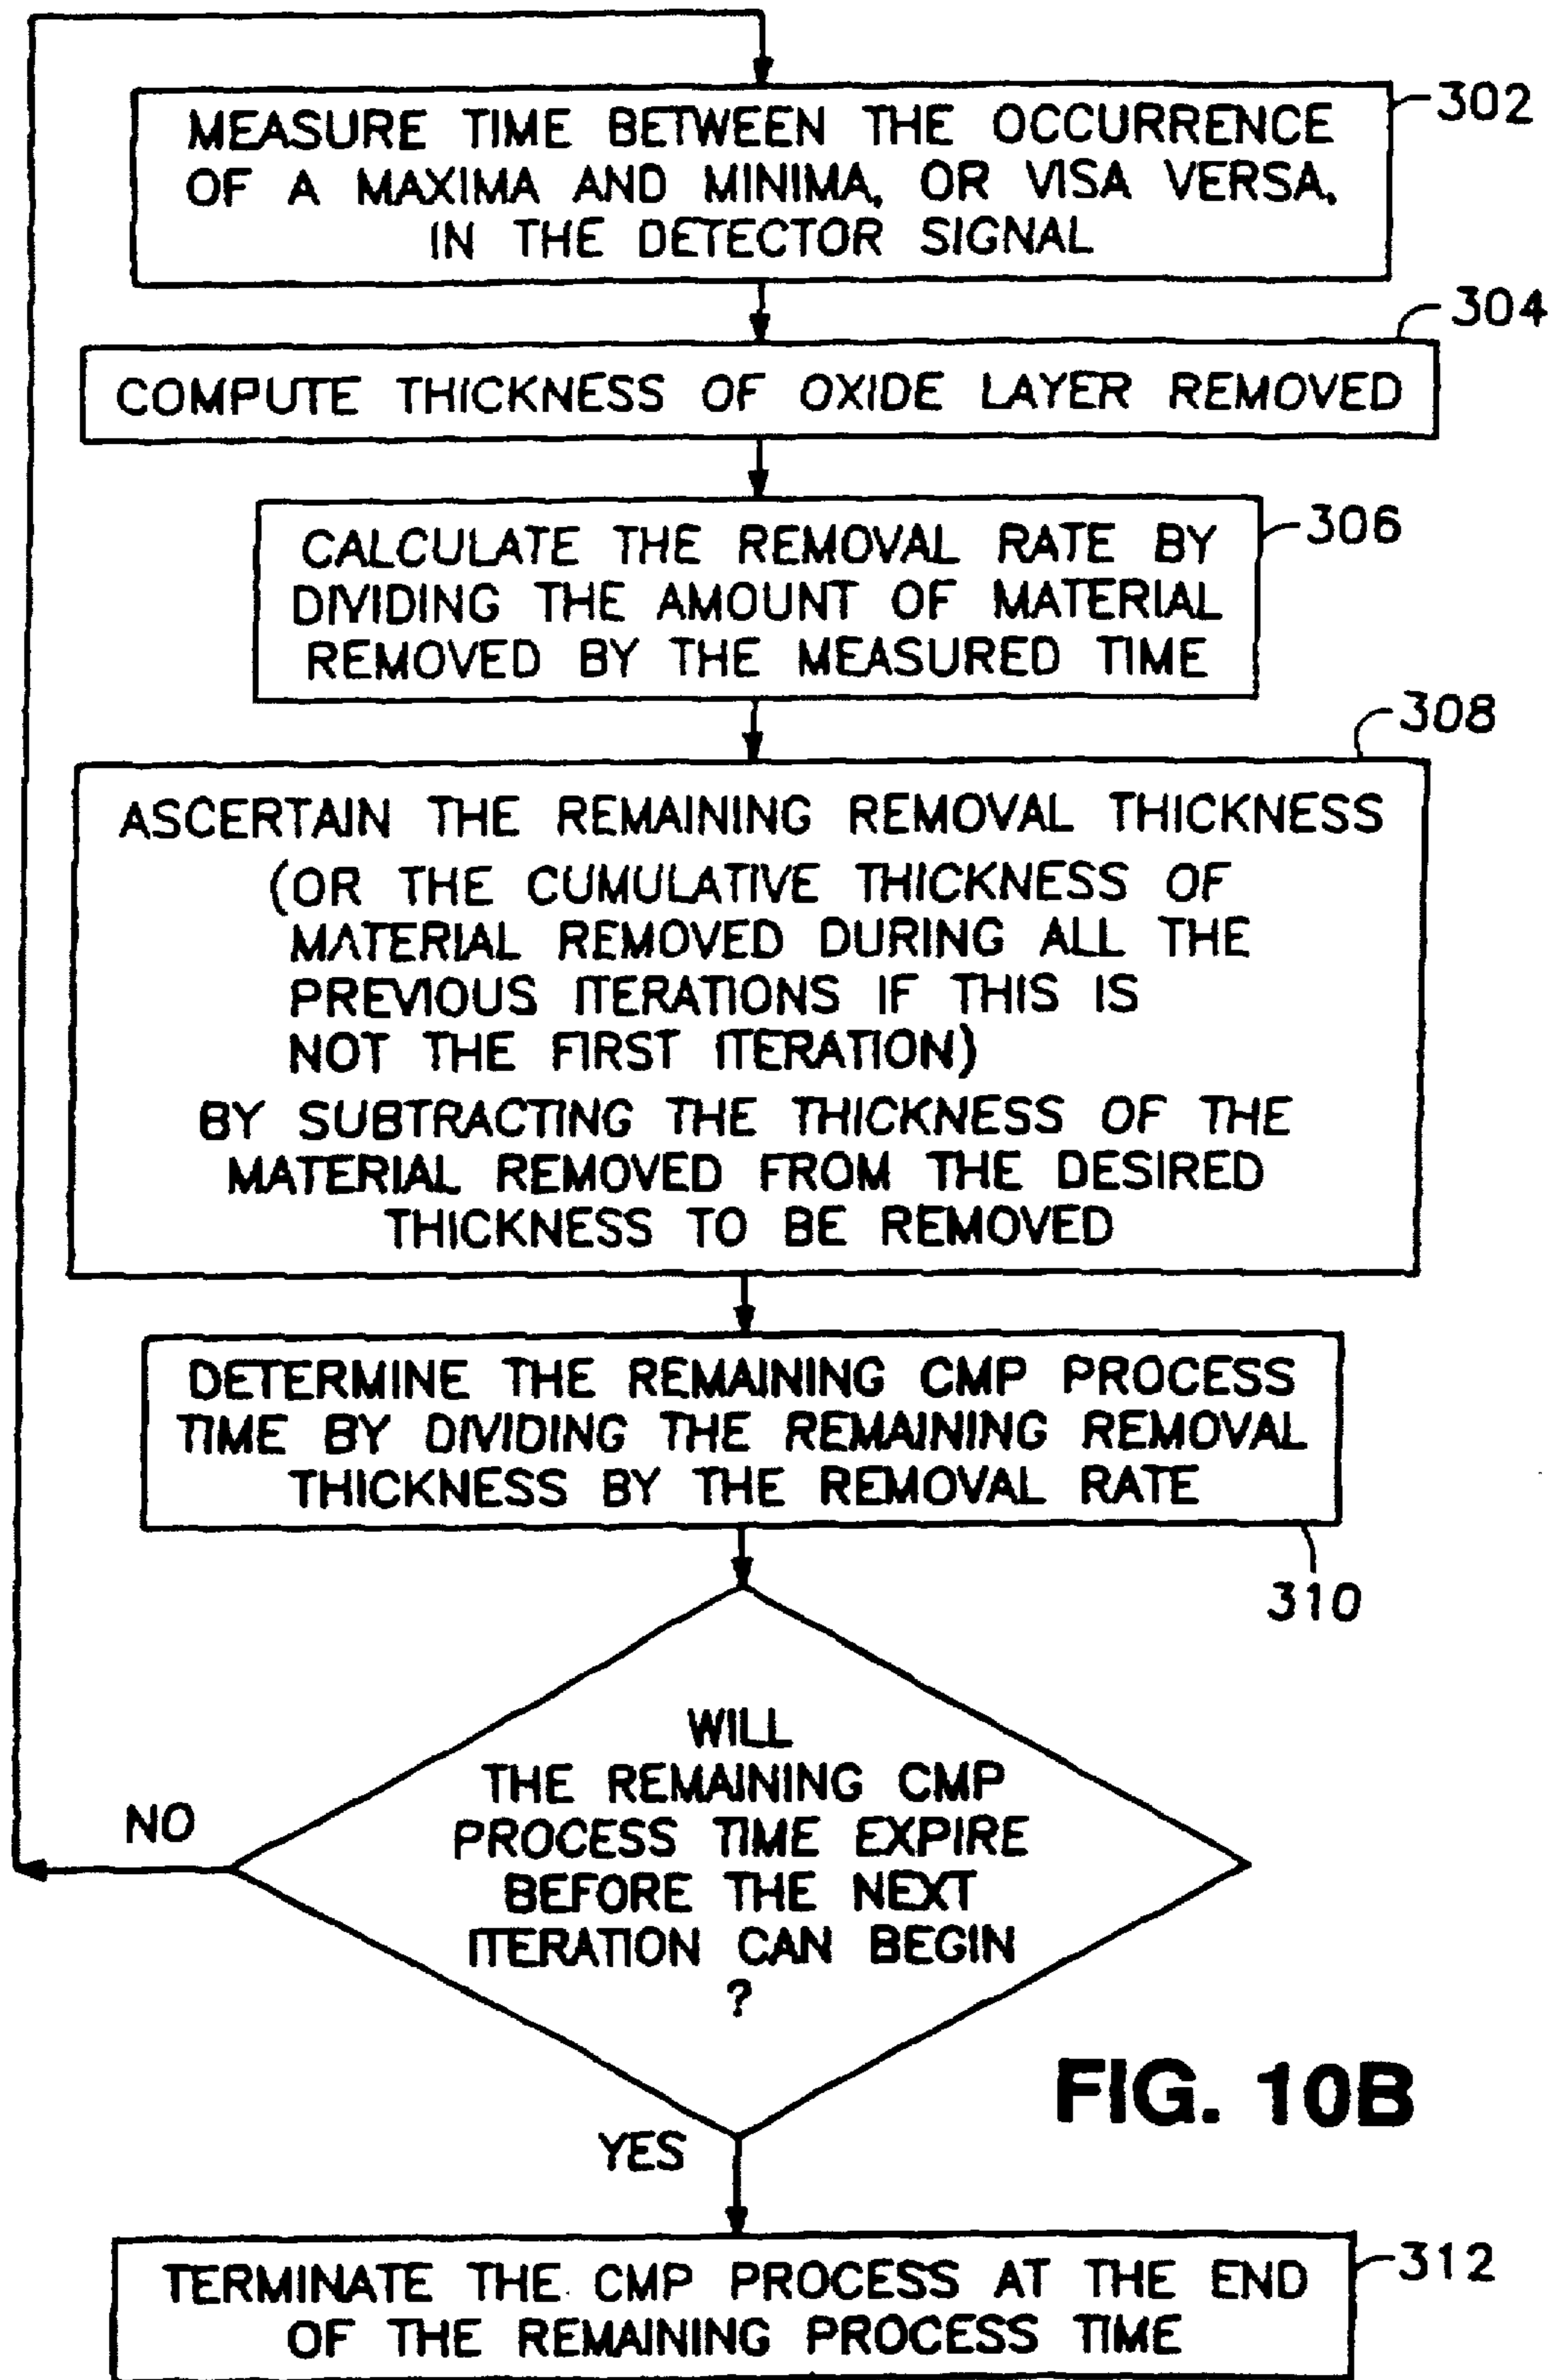 302
MEASURE TIME BETWEEN THE OCCURRENCE
OF A MAXIMA AND MINIMA, OR VISA VERSA,
IN THE DETECTOR SIGNAL
304
COMPUTE THICKNESS OF OXIDE LAYER REMOVED
306
CALCULATE THE REMOVAL RATE BY
DIVIDING THE AMOUNT OF MATERIAL
REMOVED BY THE MEASURED TIME
308
ASCERTAIN THE REMAINING REMOVAL THICKNESS
(OR THE CUMULATIVE THICKNESS OF
MATERIAL REMOVED DURING ALL THE
PREVIOUS ITERATIONS IF THIS IS
NOT THE FIRST ITERATION)
BY SUBTRACTING THE THICKNESS OF THE
MATERIAL REMOVED FROM THE DESIRED
THICKNESS TO BE REMOVED
DETERMINE THE REMAINING CMP PROCESS
TIME BY DIVIDING THE REMAINING REMOVAL
THICKNESS BY THE REMOVAL RATE
310
WILL
THE REMAINING CMP
PROCESS TIME EXPIRE
BEFORE THE NEXT
ITERATION CAN BEGIN
?
NO
FIG. 10B
YES
312
TERMINATE THE CMP PROCESS AT THE END
OF THE REMAINING PROCESS TIME